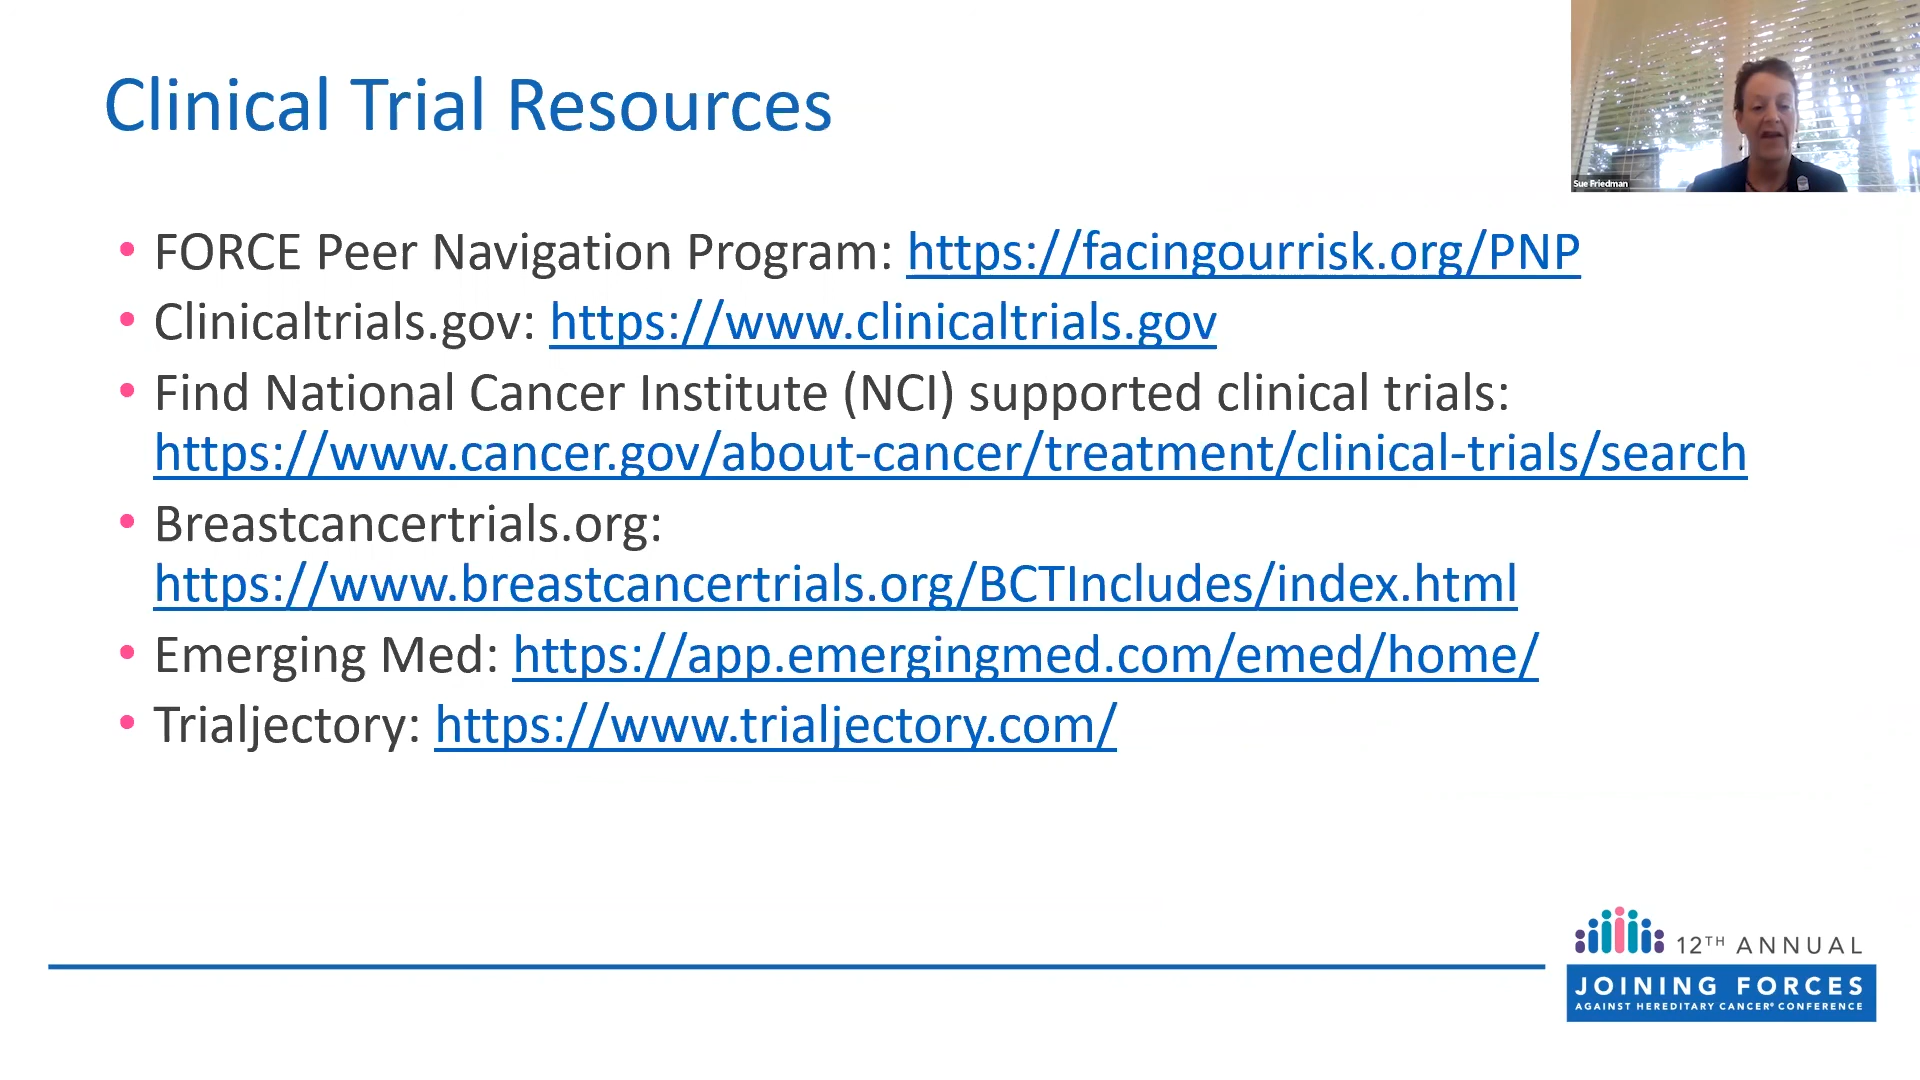 Clinical Trial Resources
Sue Friedman
• FORCE Peer Navigation Program: https://facingourrisk.org/PNP
• Clinicaltrials.gov: https://www.clinicaltrials.gov
• Find National Cancer Institute (NCI) supported clinical trials:
https://www.cancer.gov/about-cancer/treatment/clinical-trials/search
• Breastcancertrials.org:
https://www.breastcancertrials.org/BCTIncludes/index.html
• Emerging Med: https://app.emergingmed.com/emed/home/
• Trialjectory: https://www.trialjectory.com/
12TH ANNUAL
JOINING FORCES
AGAINST HEREDITARY CANCER® CONFERENCE